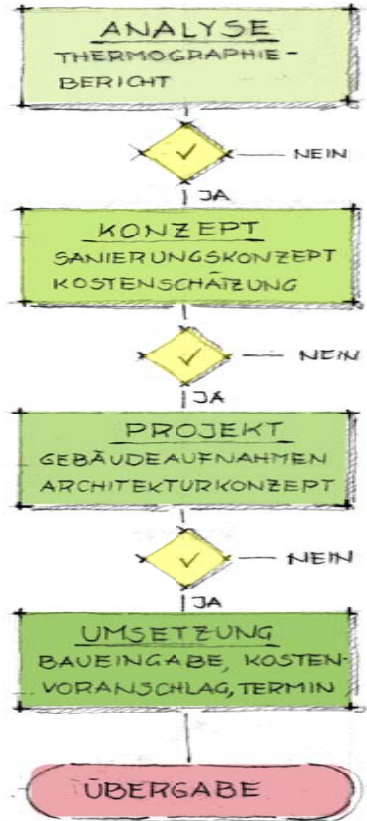 ANALYSE
THERMOGRAPHIE-
BERICHT
NEIN
JA
KONZEPT
SANIERUNGSKONZEPT
KOSTENSCHÄTZUNG
NEIN
JA
PROJEKT
GEBÄUDEAUFNAHMEN
ARCHITEKTURKONZEPT
NEIN
JA
UMSETZUNG
BAUEINGABE, KOSTEN-
VORANSCHLAG, TERMIN
ÜBERGABE